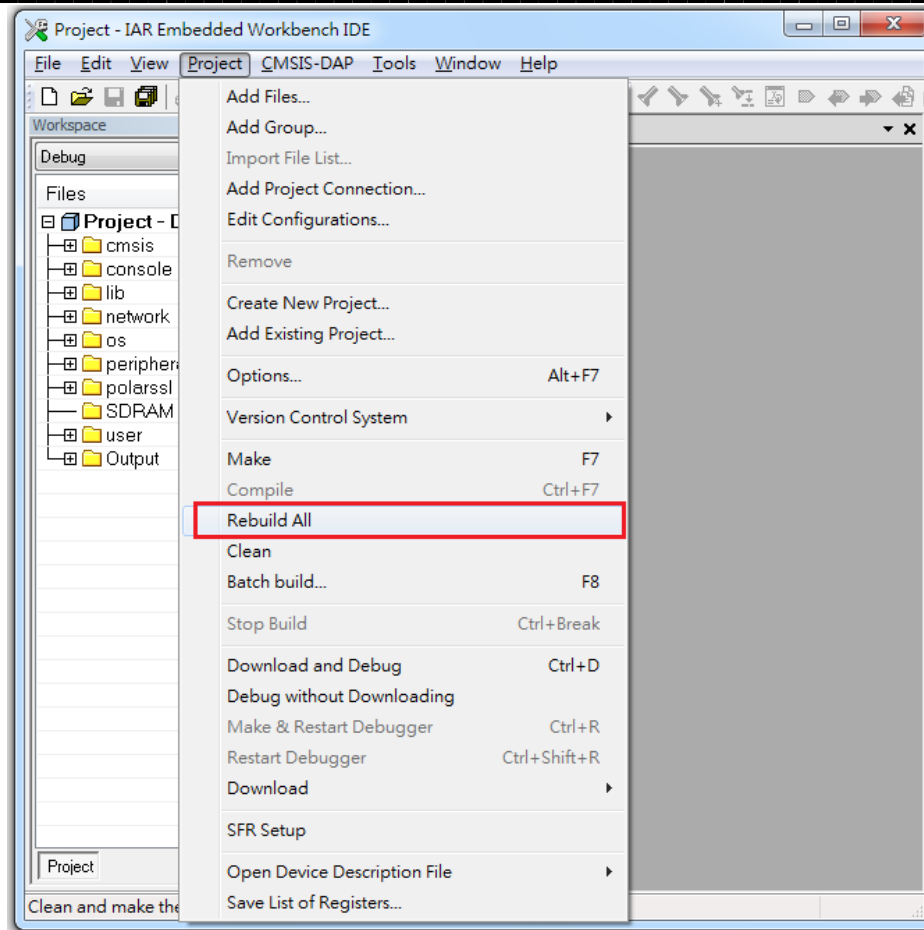 Project - IAR Embedded Workbench IDE
File Edit View Project CMSIS-DAP Tools Window Help
Workspace
Debug
Files
Project -
cmsis
console
lib
network
os
polarssl
SDRAM
user
Output
Project
Clean and make the
Add Files...
Add Group...
Import File List...
Add Project Connection...
Edit Configurations...
Remove
Create New Project...
Add Existing Project...
Options... Alt+F7
Version Control System
Make F7
Compile Ctrl+F7
Rebuild All
Clean
Batch build... F8
Stop Build Ctrl+Break
Download and Debug Ctrl+D
Debug without Downloading
Make & Restart Debugger Ctrl+R
Restart Debugger Ctrl+Shift+R
Download
SFR Setup
Open Device Description File
Save List of Registers...